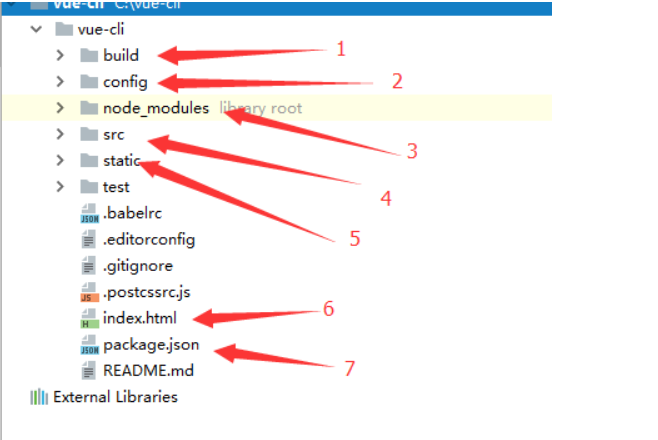 vue-cli C:\vue-cli
vue-cli
build 1
config 2
node_modules library root
3
src
4
static
5
test
.babelrc
.editorconfig
.gitignore
.postcssrc.js
index.html 6
package.json
7
README.md
External Libraries